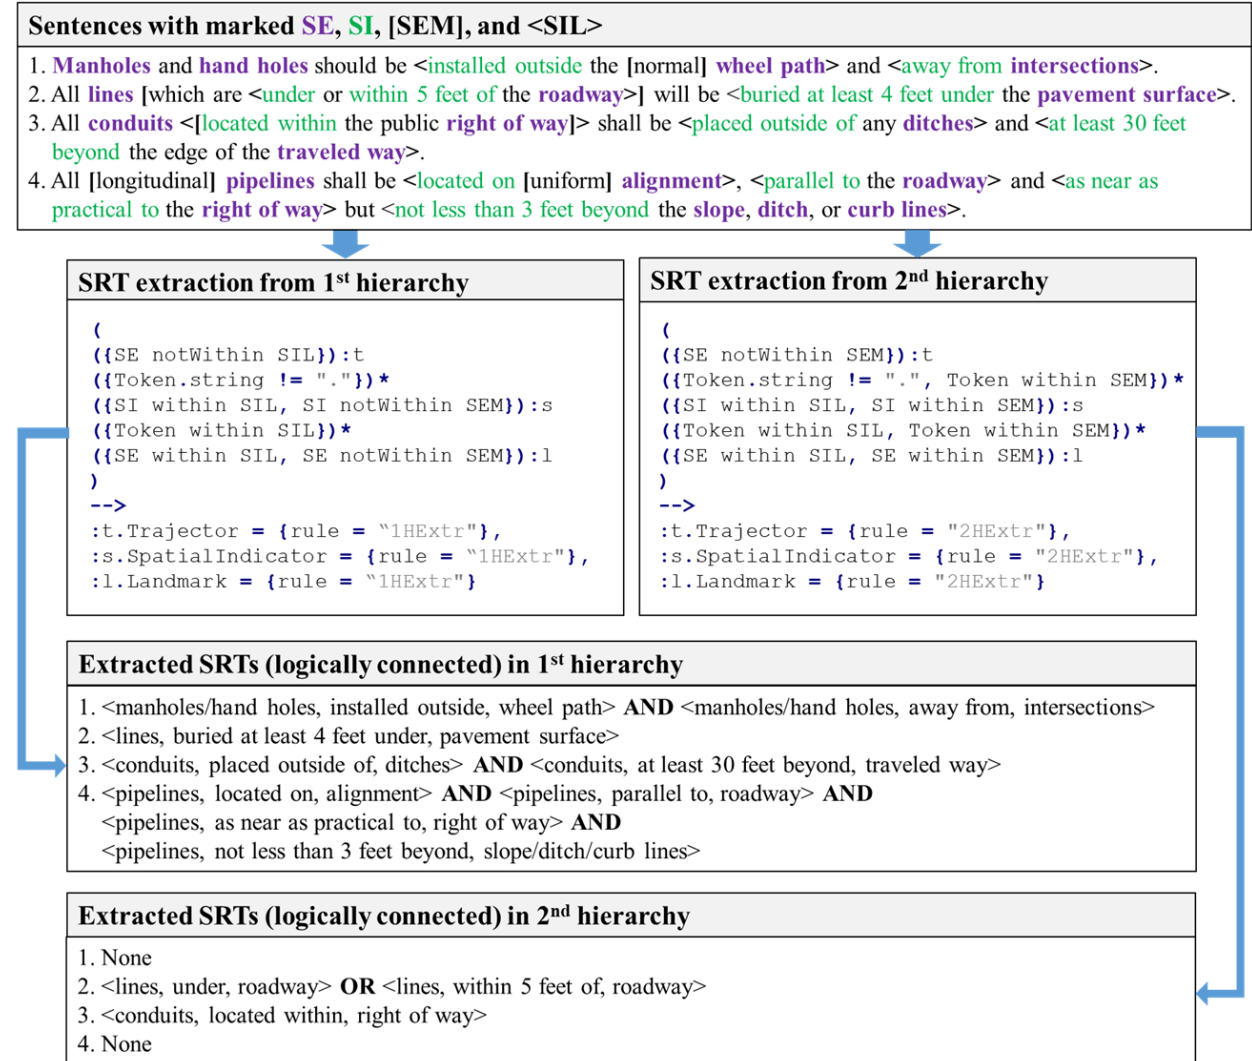 Sentences with marked SE, SI, [SEM], and <SIL>
1. Manholes and hand holes should be <installed outside the [normal] wheel path> and <away from intersections>.
2. All lines [which are <under or within 5 feet of the roadway>] will be <buried at least 4 feet under the pavement surface>.
3. All conduits <[located within the public right of way]> shall be <placed outside of any ditches> and <at least 30 feet
beyond the edge of the traveled way>.
4. All [longitudinal] pipelines shall be <located on [uniform] alignment>, <parallel to the roadway> and <as near as
practical to the right of way> but <not less than 3 feet beyond the slope, ditch, or curb lines>.
SRT extraction from 1st hierarchy
(
({SE notWithin SIL}):t
({Token.string != "."})*
({SI within SIL, SI notWithin SEM}):s
({Token within SIL})*
({SE within SIL, SE notWithin SEM}):l
)
-->
:t.Trajector = {rule = “1HExtr"},
:s.SpatialIndicator = {rule = “1HExtr"},
:l.Landmark = {rule = “1HExtr"}
SRT extraction from 2nd hierarchy
(
({SE notWithin SEM}):t
({Token.string != ".", Token within SEM})*
({SI within SIL, SI within SEM}):s
({Token within SIL, Token within SEM})*
({SE within SIL, SE within SEM}):l
)
-->
:t.Trajector = {rule = "2HExtr"},
:s.SpatialIndicator = {rule = "2HExtr"},
:l.Landmark = {rule = "2HExtr"}
Extracted SRTs (logically connected) in 1st hierarchy
1. <manholes/hand holes, installed outside, wheel path> AND <manholes/hand holes, away from, intersections>
2. <lines, buried at least 4 feet under, pavement surface>
3. <conduits, placed outside of, ditches> AND <conduits, at least 30 feet beyond, traveled way>
4. <pipelines, located on, alignment> AND <pipelines, parallel to, roadway> AND
<pipelines, as near as practical to, right of way> AND
<pipelines, not less than 3 feet beyond, slope/ditch/curb lines>
Extracted SRTs (logically connected) in 2nd hierarchy
1. None
2. <lines, under, roadway> OR <lines, within 5 feet of, roadway>
3. <conduits, located within, right of way>
4. None